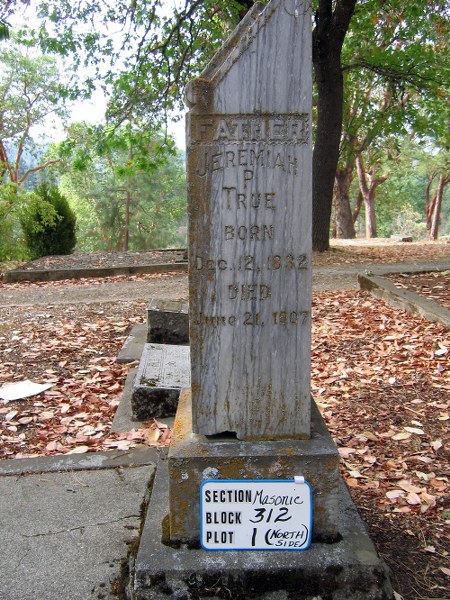 FATHER
JEREMIAH
P
TRUE
BORN
DEC. 12, 1832
DIED
JUNE 21, 1907
SECTION Masonic
BLOCK 312
PLOT 1 (NORTH SIDE)